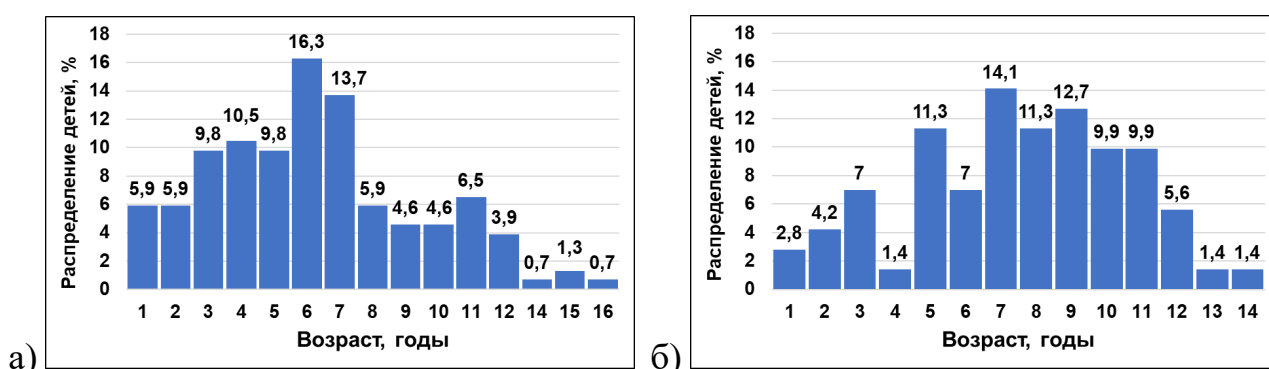 а)
Распределение детей, %
18
16
14
12
10
8
6
4
2
0
5,9 5,9 9,8 10,5 9,8 16,3 13,7 5,9 4,6 4,6 6,5 3,9 0,7 1,3 0,7
1 2 3 4 5 6 7 8 9 10 11 12 14 15 16
Возраст, годы
б)
Распределение детей, %
18
16
14
12
10
8
6
4
2
0
2,8 4,2 7 1,4 11,3 7 14,1 11,3 12,7 9,9 9,9 5,6 1,4 1,4
1 2 3 4 5 6 7 8 9 10 11 12 13 14
Возраст, годы